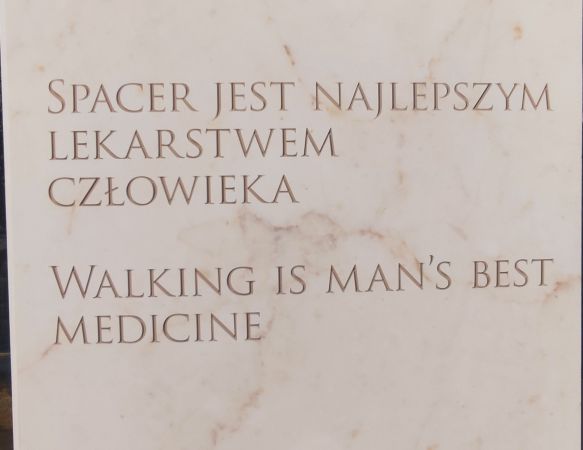 SPACER JEST NAJLEPSZYM
LEKARSTWEM
CZŁOWIEKA
WALKING IS MAN'S BEST
MEDICINE